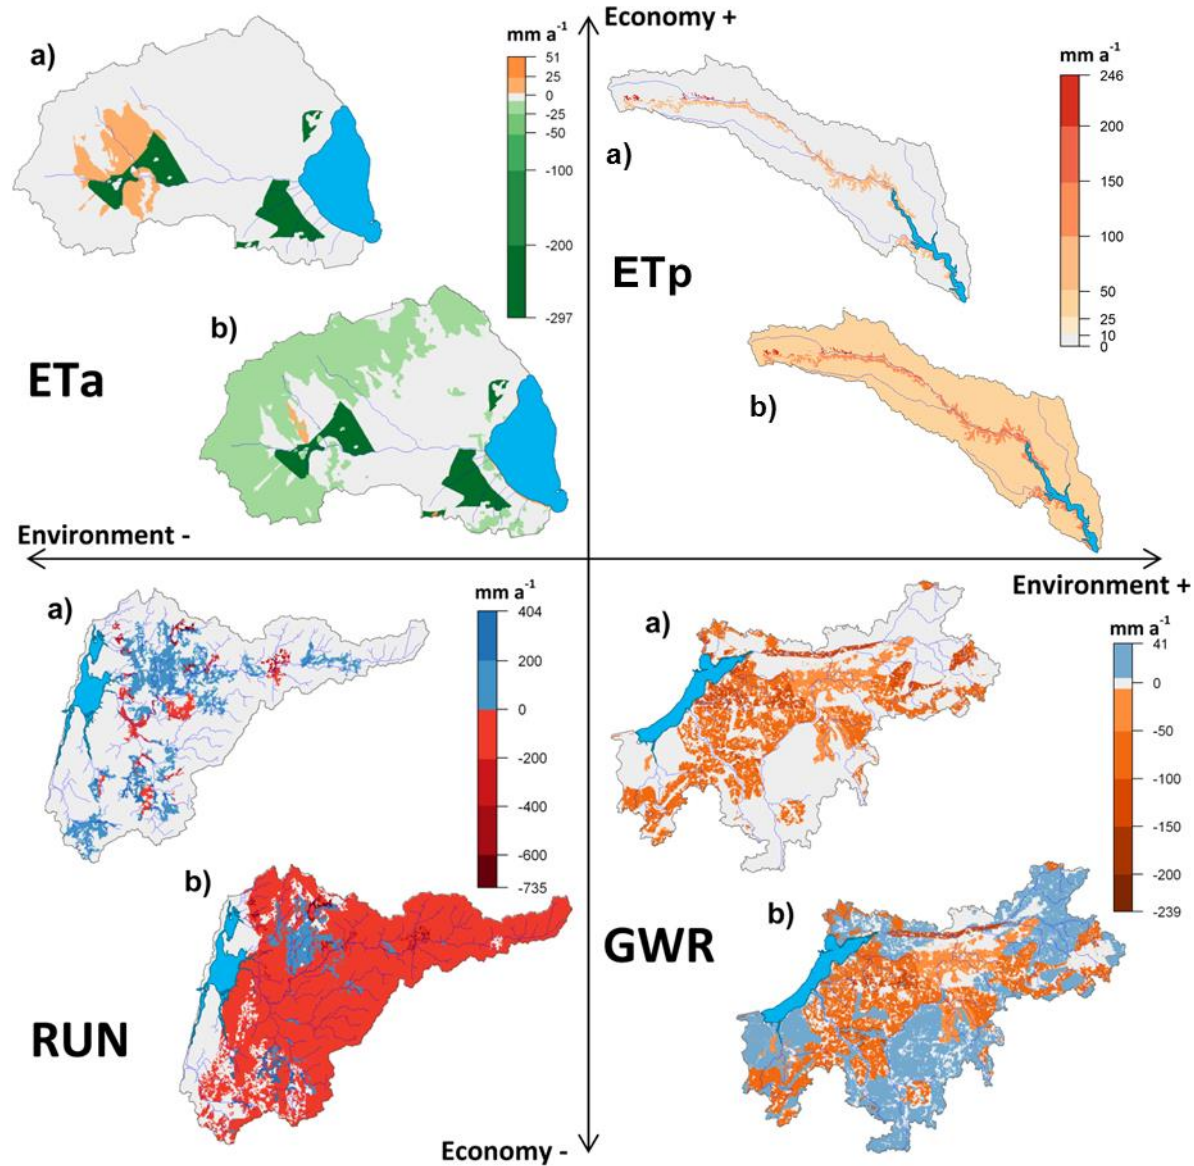 Economy +
a)
mm a-1
51
25
0
-25
-50
-100
-200
-297
ETa
b)
mm a-1
246
200
150
100
50
25
10
0
a)
ETp
b)
Environment -
Environment +
a)
mm a-1
404
200
0
-200
-400
-600
-735
b)
RUN
a)
mm a-1
41
0
-50
-100
-150
-200
-239
b)
GWR
Economy -